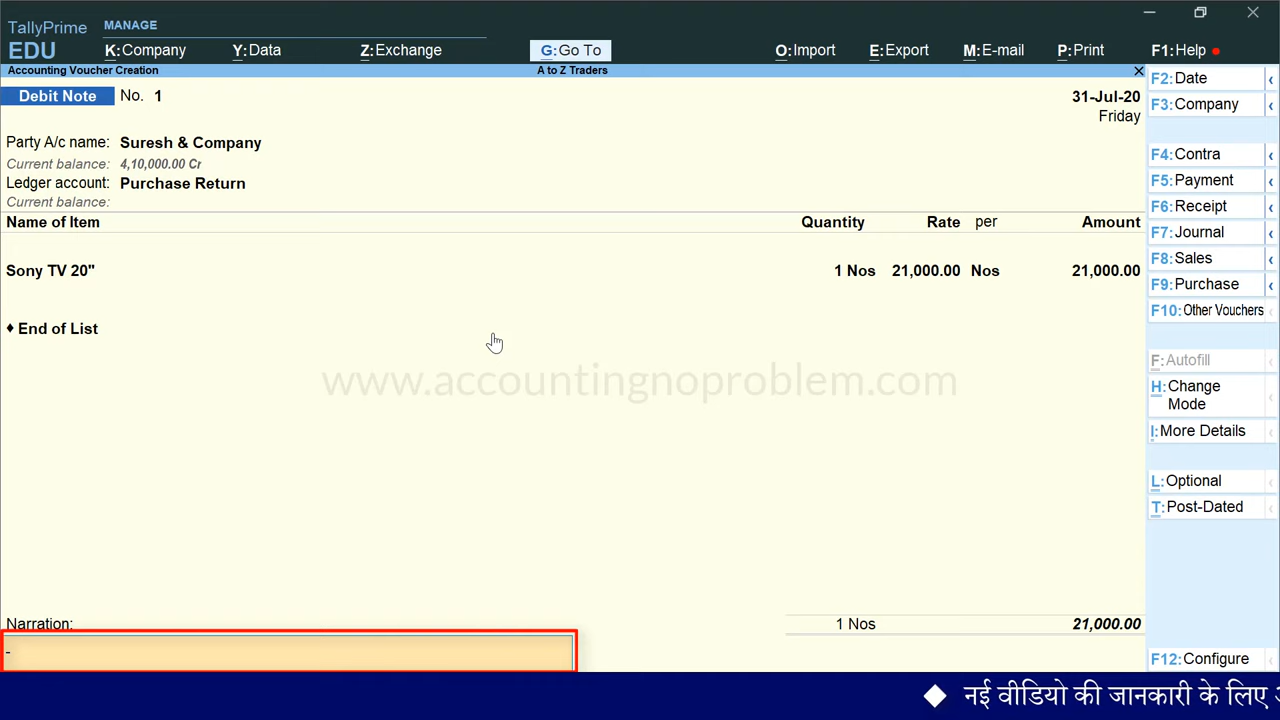 TallyPrime MANAGE
EDU K:Company Y:Data Z:Exchange G:Go To O:Import E:Export M:E-mail P:Print F1:Help
Accounting Voucher Creation A to Z Traders
Debit Note No. 1 31-Jul-20
Friday
Party A/c name: Suresh & Company
Current balance: 4,10,000.00 Cr
Ledger account: Purchase Return
Current balance:
Name of Item Quantity Rate per Amount
Sony TV 20" 1 Nos 21,000.00 Nos 21,000.00
♦ End of List
www.accountingnoproblem.com
Narration: 1 Nos 21,000.00
F2:Date
F3:Company
F4:Contra
F5:Payment
F6:Receipt
F7:Journal
F8:Sales
F9:Purchase
F10:Other Vouchers
F:Autofill
H:Change
Mode
I:More Details
L:Optional
T:Post-Dated
F12:Configure
◆ नई वीडियो की जानकारी के लिए